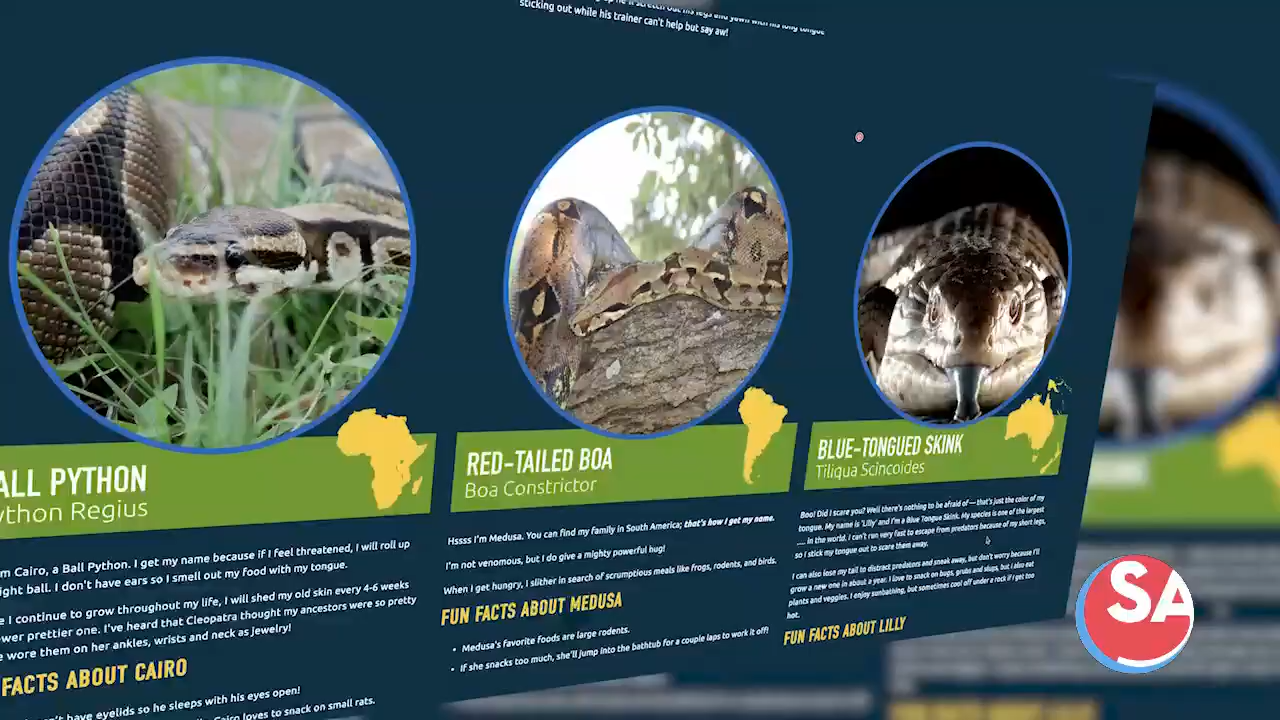 up he'll stretch out his legs and yawn with his long tongue
sticking out while his trainer can't help but say aw!
ALL PYTHON
ython Regius
m Cairo, a Ball Python. I get my name because if I feel threatened, I will roll up
ight ball. I don't have ears so I smell out my food with my tongue.
e I continue to grow throughout my life, I will shed my old skin every 4-6 weeks
wer prettier one. I've heard that Cleopatra thought my ancestors were so pretty
e wore them on her ankles, wrists and neck as Jewelry!
FACTS ABOUT CAIRO
n't have eyelids so he sleeps with his eyes open!
Cairo loves to snack on small rats.
RED-TAILED BOA
Boa Constrictor
Hssss I'm Medusa. You can find my family in South America; that's how I get my name.
I'm not venomous, but I do give a mighty powerful hug!
When I get hungry, I slither in search of scrumptious meals like frogs, rodents, and birds.
FUN FACTS ABOUT MEDUSA
• Medusa's favorite foods are large rodents.
• If she snacks too much, she'll jump into the bathtub for a couple laps to work it off!
BLUE-TONGUED SKINK
Tiliqua Scincoides
Boo! Did I scare you? Well there's nothing to be afraid of — that's just the color of my
tongue. My name is 'Lilly' and I'm a Blue Tongue Skink. My species is one of the largest
.... in the world. I can't run very fast to escape from predators because of my short legs,
so I stick my tongue out to scare them away.
I can also lose my tail to distract predators and sneak away, but don't worry because I'll
grow a new one in about a year. I love to snack on bugs, grubs and slugs, but I also eat
plants and veggies. I enjoy sunbathing, but sometimes cool off under a rock if I get too
hot.
FUN FACTS ABOUT LILLY
SA